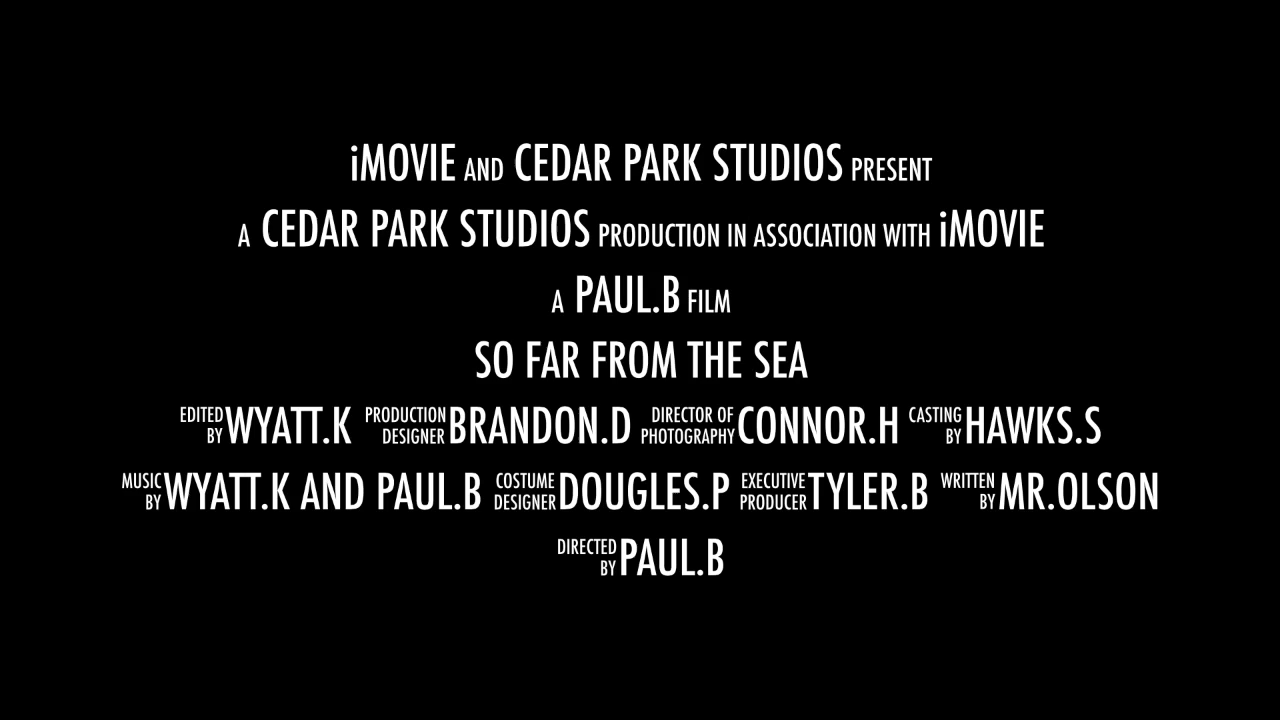 iMOVIE AND CEDAR PARK STUDIOS PRESENT
A CEDAR PARK STUDIOS PRODUCTION IN ASSOCIATION WITH iMOVIE
A PAUL.B FILM
SO FAR FROM THE SEA
EDITED BY WYATT.K PRODUCTION DESIGNER BRANDON.D DIRECTOR OF PHOTOGRAPHY CONNOR.H CASTING BY HAWKS.S
MUSIC BY WYATT.K AND PAUL.B COSTUME DESIGNER DOUGLES.P EXECUTIVE PRODUCER TYLER.B WRITTEN BY MR.OLSON
DIRECTED BY PAUL.B